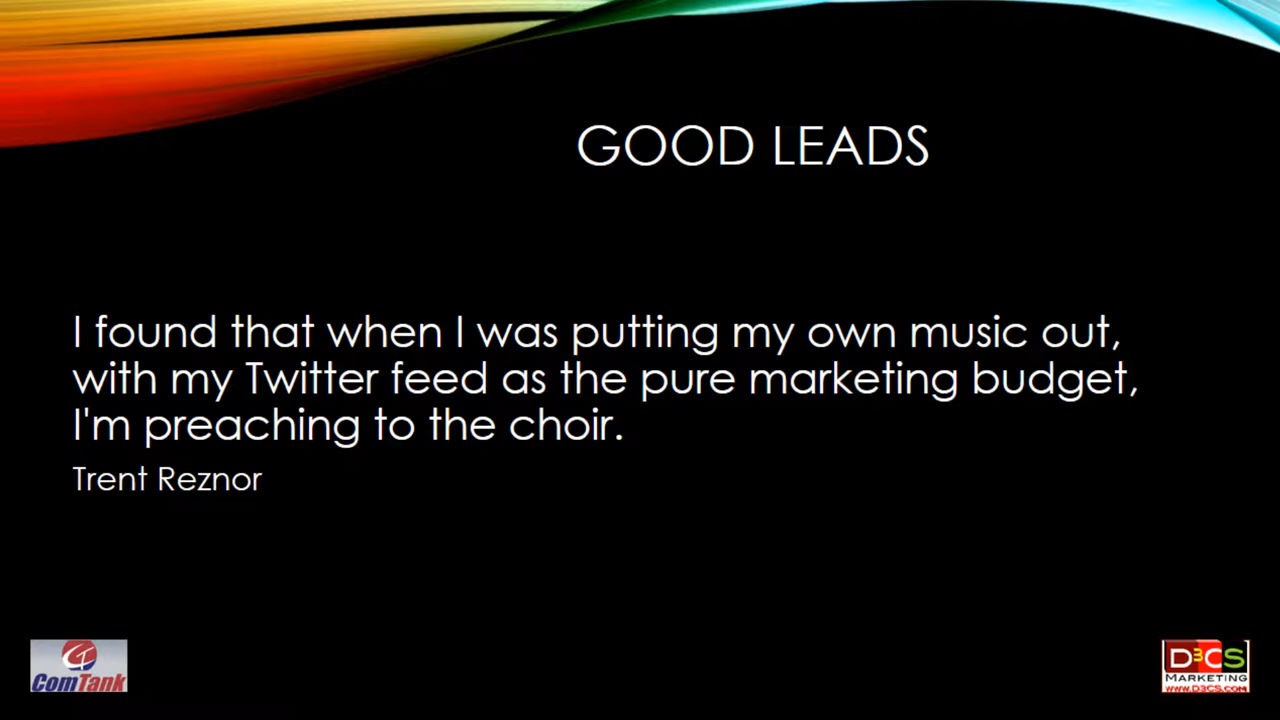 GOOD LEADS
I found that when I was putting my own music out,
with my Twitter feed as the pure marketing budget,
I'm preaching to the choir.
Trent Reznor
ComTank
D3CS
MARKETING
WWW.D3CS.COM